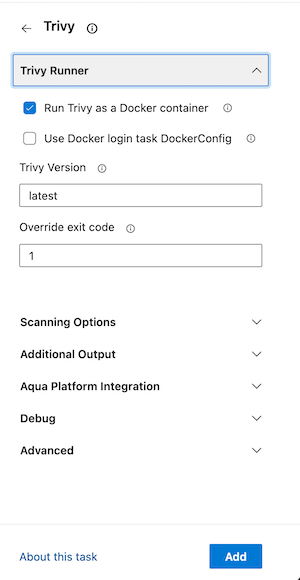 Trivy
Trivy Runner
Run Trivy as a Docker container
Use Docker login task DockerConfig
Trivy Version
latest
Override exit code
1
Scanning Options
Additional Output
Aqua Platform Integration
Debug
Advanced
About this task
Add